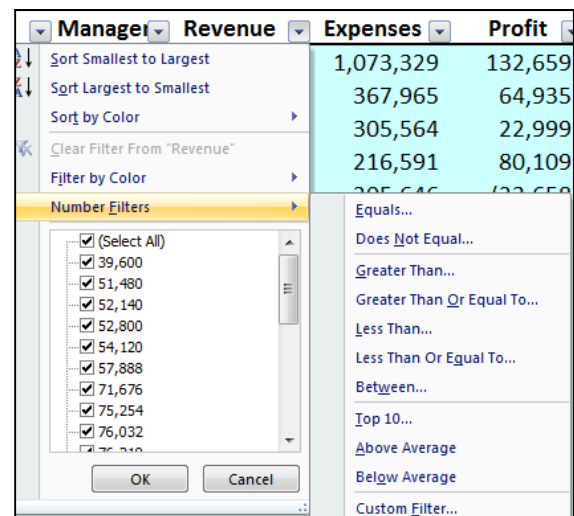 Manager Revenue Expenses Profit
Sort Smallest to Largest
Sort Largest to Smallest
Sort by Color
Clear Filter From "Revenue"
Filter by Color
Number Filters
(Select All)
39,600
51,480
52,140
52,800
54,120
57,888
71,676
75,254
76,032
OK Cancel
1,073,329 132,659
367,965 64,935
305,564 22,999
216,591 80,109
Equals...
Does Not Equal...
Greater Than...
Greater Than Or Equal To...
Less Than...
Less Than Or Equal To...
Between...
Top 10...
Above Average
Below Average
Custom Filter...